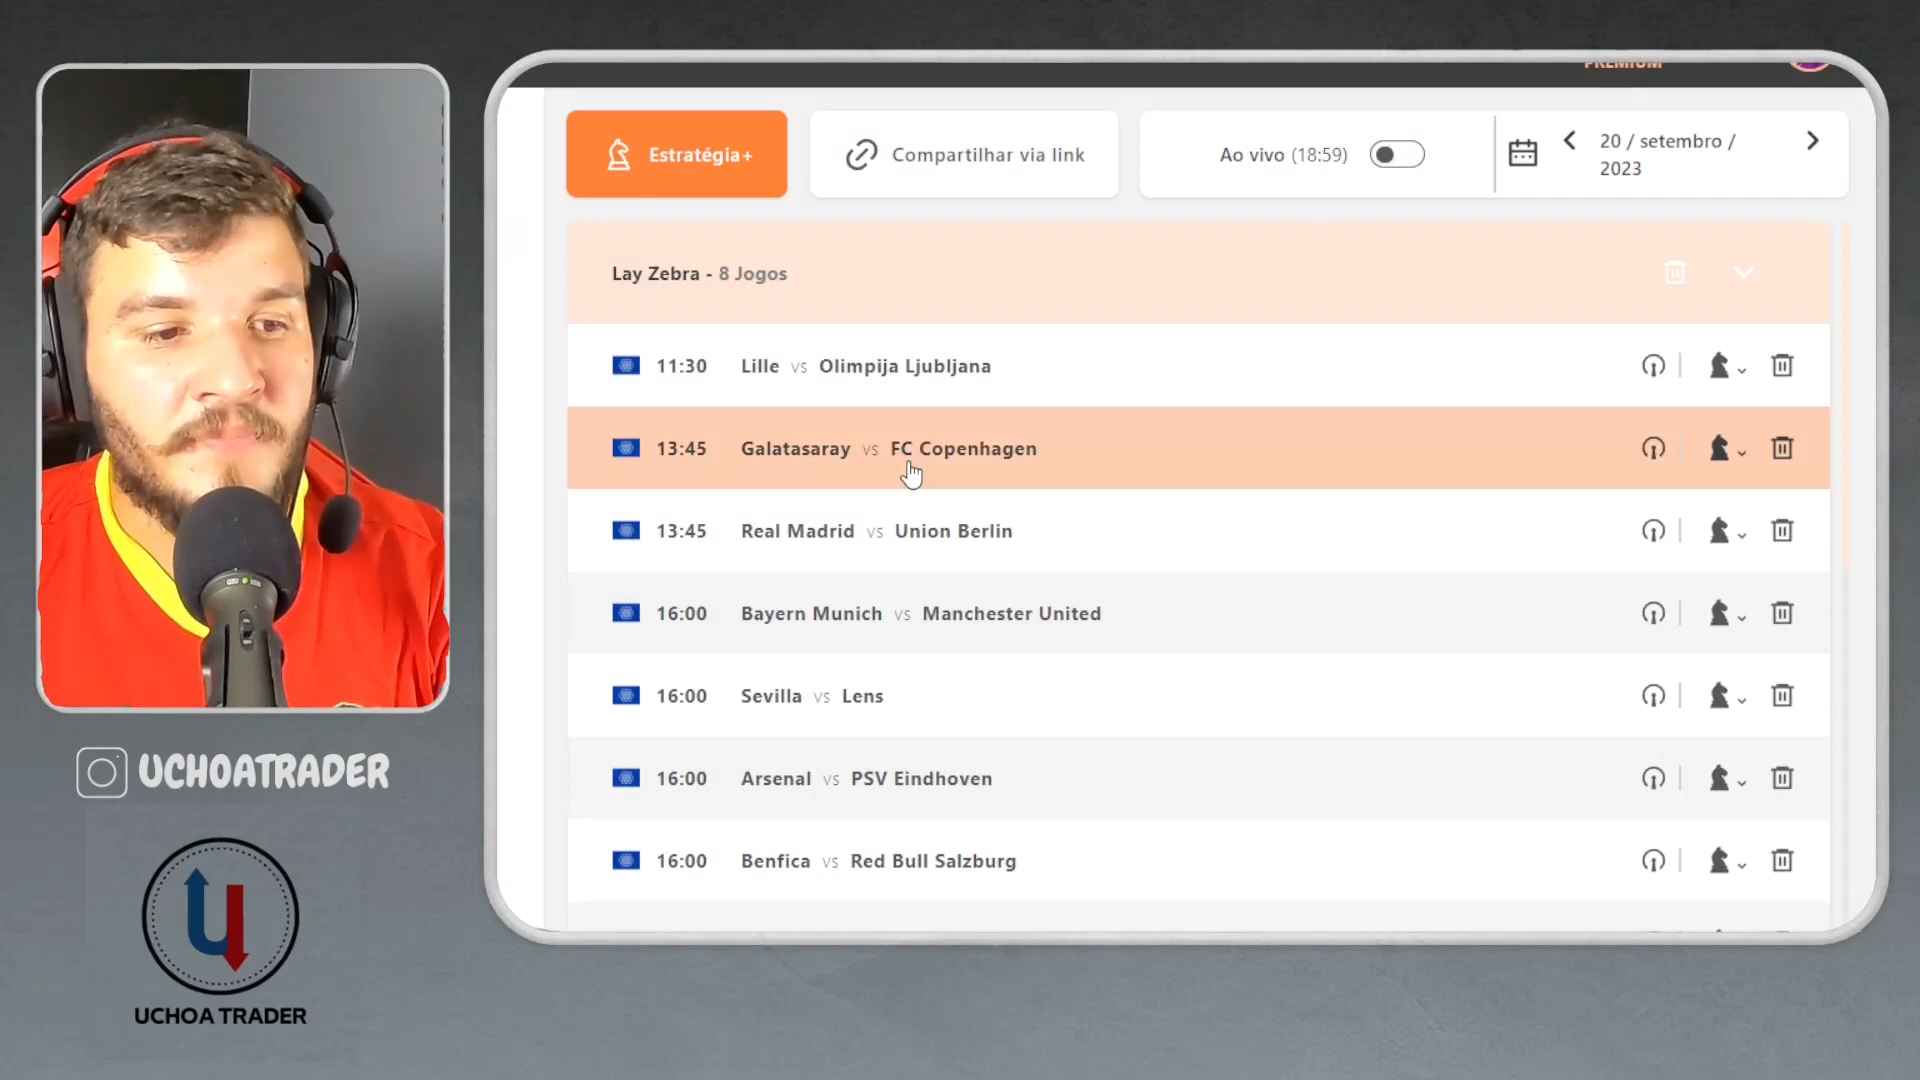 PREMIUM
Estratégia+
Compartilhar via link
Ao vivo (18:59)
20 / setembro /
2023
Lay Zebra - 8 Jogos
11:30 Lille vs Olimpija Ljubljana
13:45 Galatasaray vs FC Copenhagen
13:45 Real Madrid vs Union Berlin
16:00 Bayern Munich vs Manchester United
16:00 Sevilla vs Lens
16:00 Arsenal vs PSV Eindhoven
16:00 Benfica vs Red Bull Salzburg
UCHOATRADER
U
UCHOA TRADER